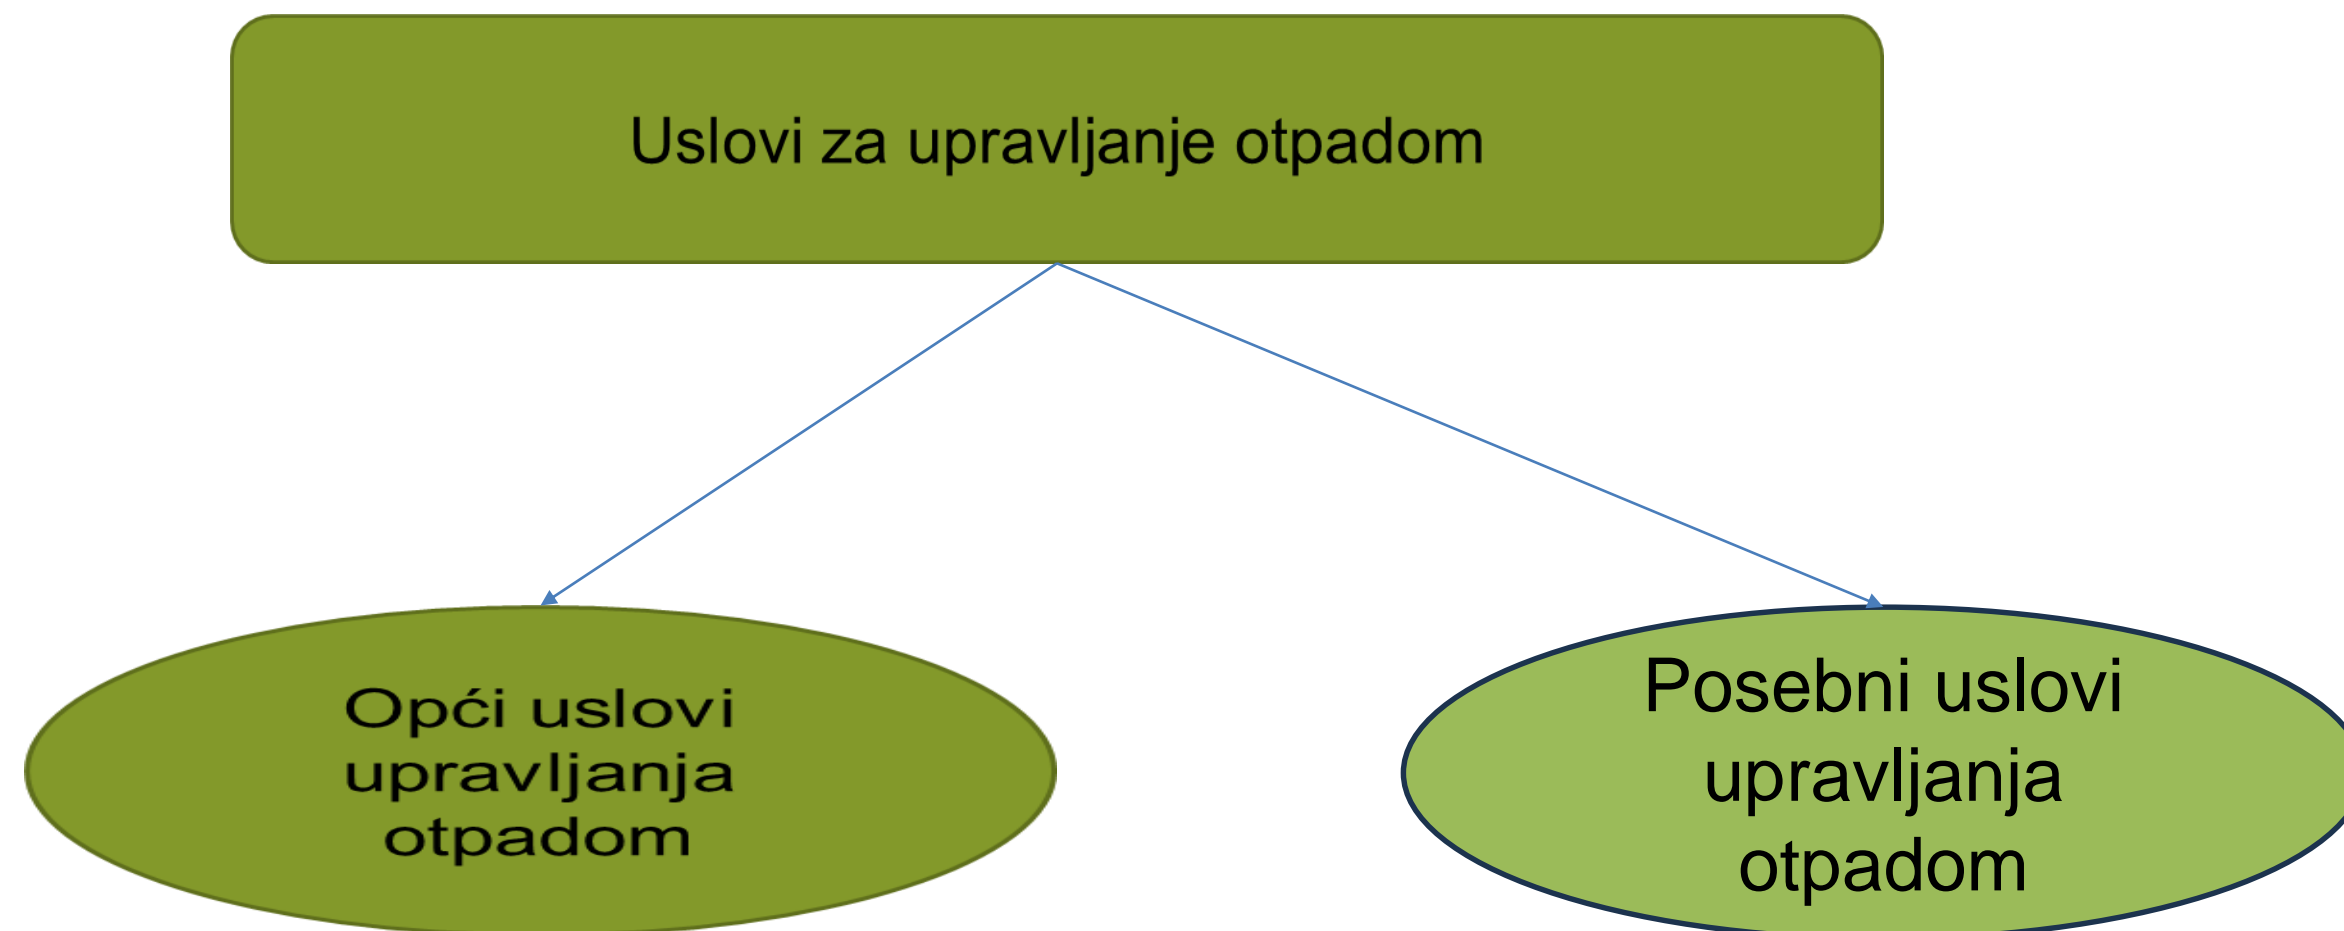 Uslovi za upravljanje otpadom
Opći uslovi
upravljanja
otpadom
Posebni uslovi
upravljanja
otpadom